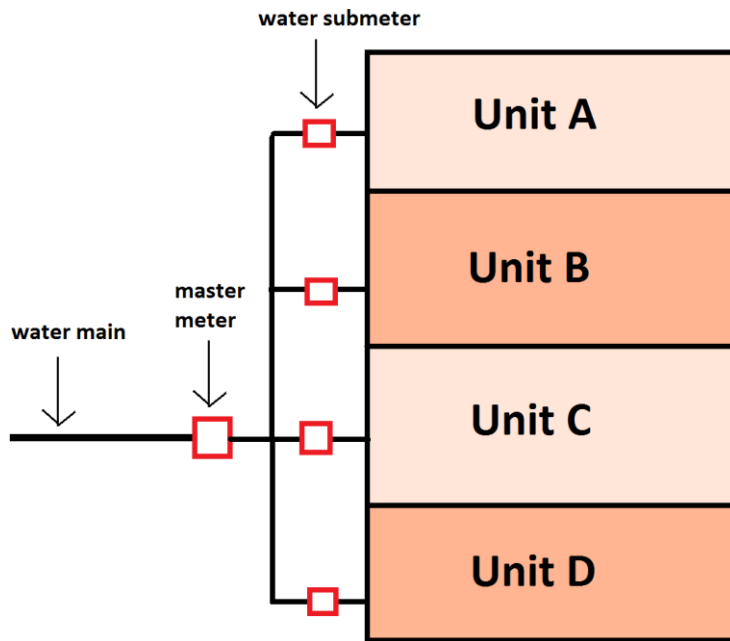 water submeter
Unit A
Unit B
master
meter
water main
Unit C
Unit D